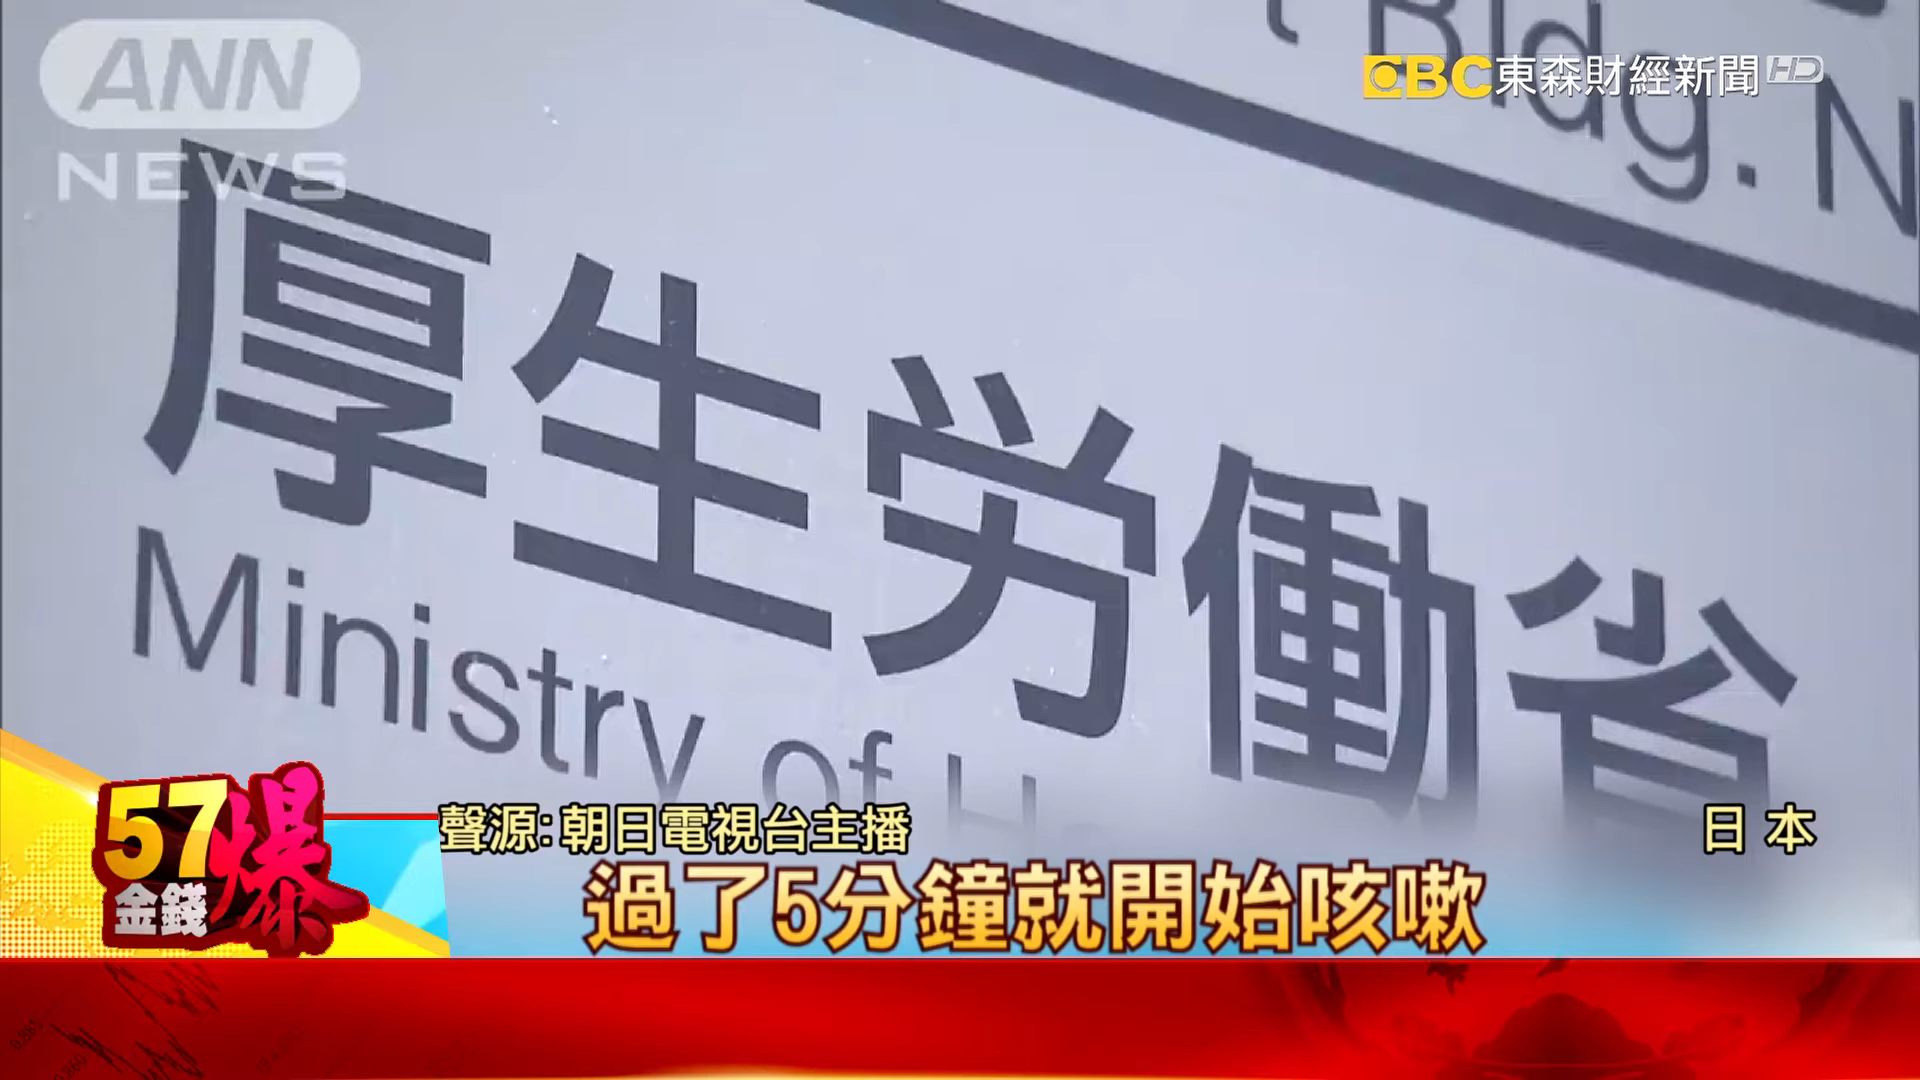 ANN
NEWS
EBC東森財經新聞HD
Bldg. N
厚生労働省
Ministry of H
57
金錢
爆
聲源:朝日電視台主播
日本
過了5分鐘就開始咳嗽